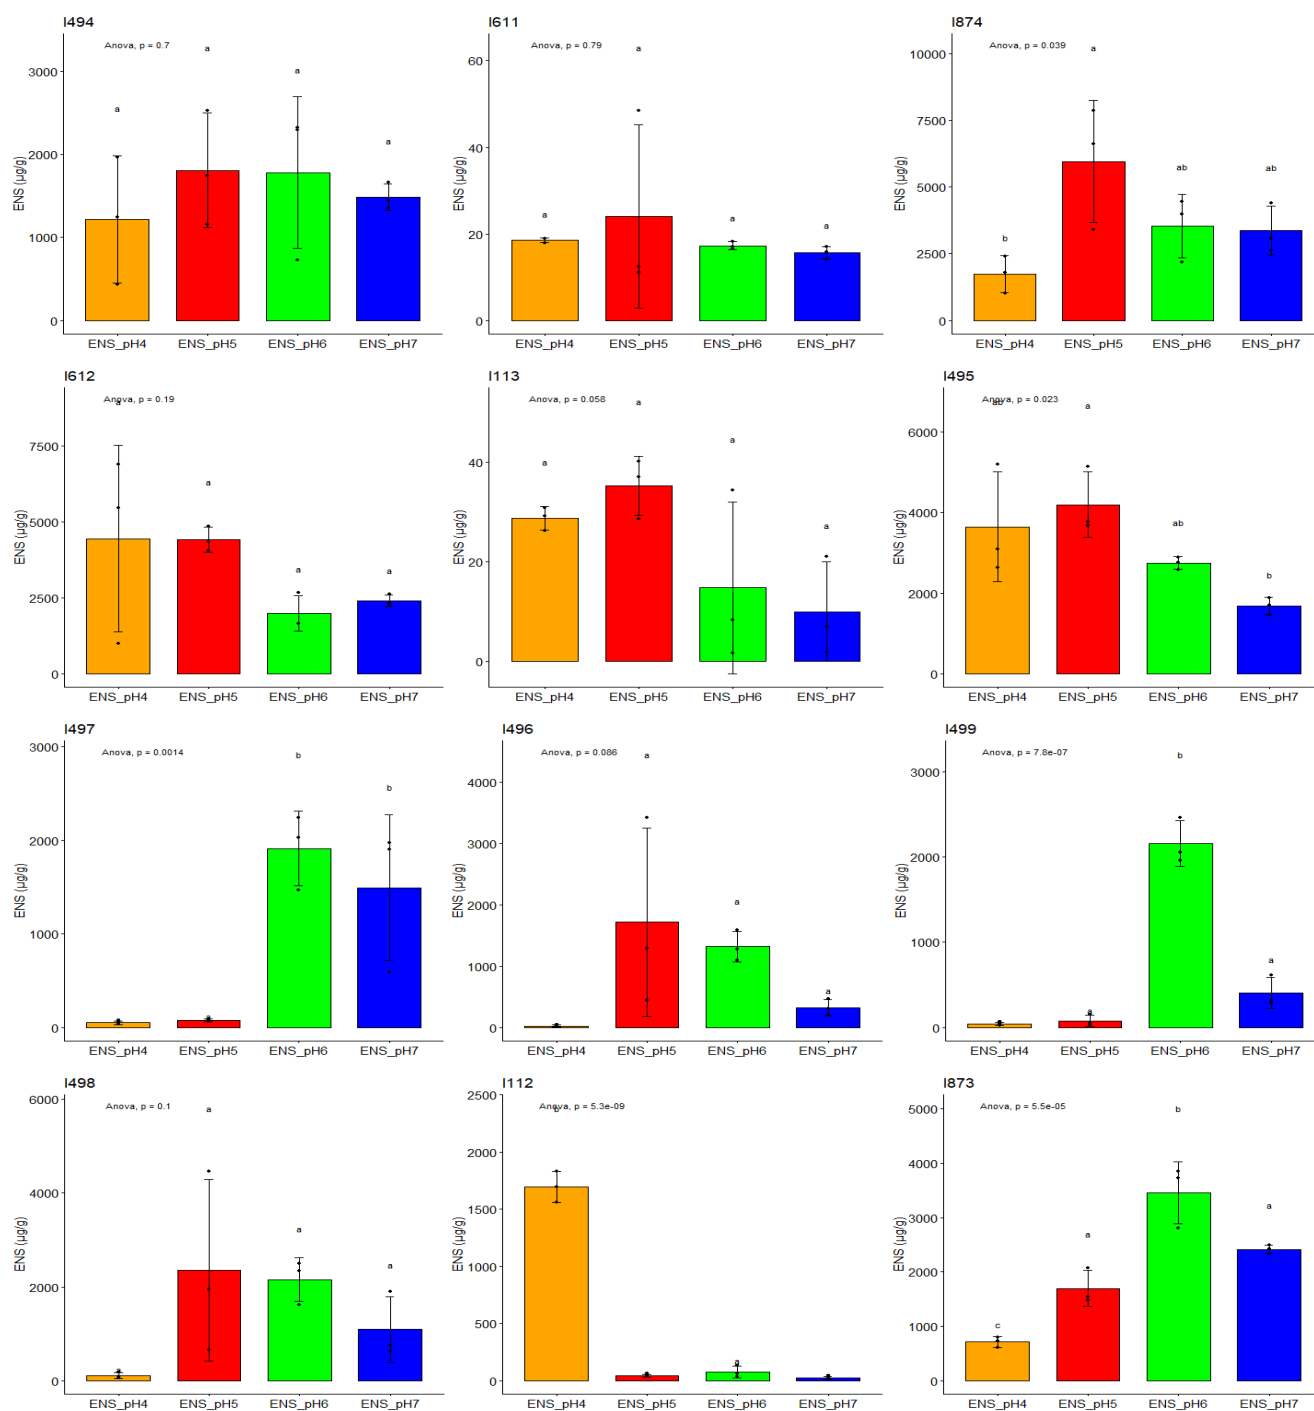 I494
Anova, p = 0.7
a
a
a
a
3000
2000
1000
0
ENS (µg/g)
ENS_pH4 ENS_pH5 ENS_pH6 ENS_pH7
I611
Anova, p = 0.79
a
a
a
a
60
40
20
0
ENS (µg/g)
ENS_pH4 ENS_pH5 ENS_pH6 ENS_pH7
I874
Anova, p = 0.039
a
ab
ab
b
10000
7500
5000
2500
0
ENS (µg/g)
ENS_pH4 ENS_pH5 ENS_pH6 ENS_pH7
I612
Anova, p = 0.19
a
a
a
a
7500
5000
2500
0
ENS (µg/g)
ENS_pH4 ENS_pH5 ENS_pH6 ENS_pH7
I113
Anova, p = 0.058
a
a
a
a
40
20
0
ENS (µg/g)
ENS_pH4 ENS_pH5 ENS_pH6 ENS_pH7
I495
Anova, p = 0.023
ab
a
ab
b
6000
4000
2000
0
ENS (µg/g)
ENS_pH4 ENS_pH5 ENS_pH6 ENS_pH7
I497
Anova, p = 0.0014
b
b
3000
2000
1000
0
ENS (µg/g)
ENS_pH4 ENS_pH5 ENS_pH6 ENS_pH7
I496
Anova, p = 0.086
a
a
a
4000
3000
2000
1000
0
ENS (µg/g)
ENS_pH4 ENS_pH5 ENS_pH6 ENS_pH7
I499
Anova, p = 7.8e-07
b
a
a
3000
2000
1000
0
ENS (µg/g)
ENS_pH4 ENS_pH5 ENS_pH6 ENS_pH7
I498
Anova, p = 0.1
a
a
a
a
6000
4000
2000
0
ENS (µg/g)
ENS_pH4 ENS_pH5 ENS_pH6 ENS_pH7
I112
Anova, p = 5.3e-09
b
a
2500
2000
1500
1000
500
0
ENS (µg/g)
ENS_pH4 ENS_pH5 ENS_pH6 ENS_pH7
I873
Anova, p = 5.5e-05
b
a
a
c
5000
4000
3000
2000
1000
0
ENS (µg/g)
ENS_pH4 ENS_pH5 ENS_pH6 ENS_pH7